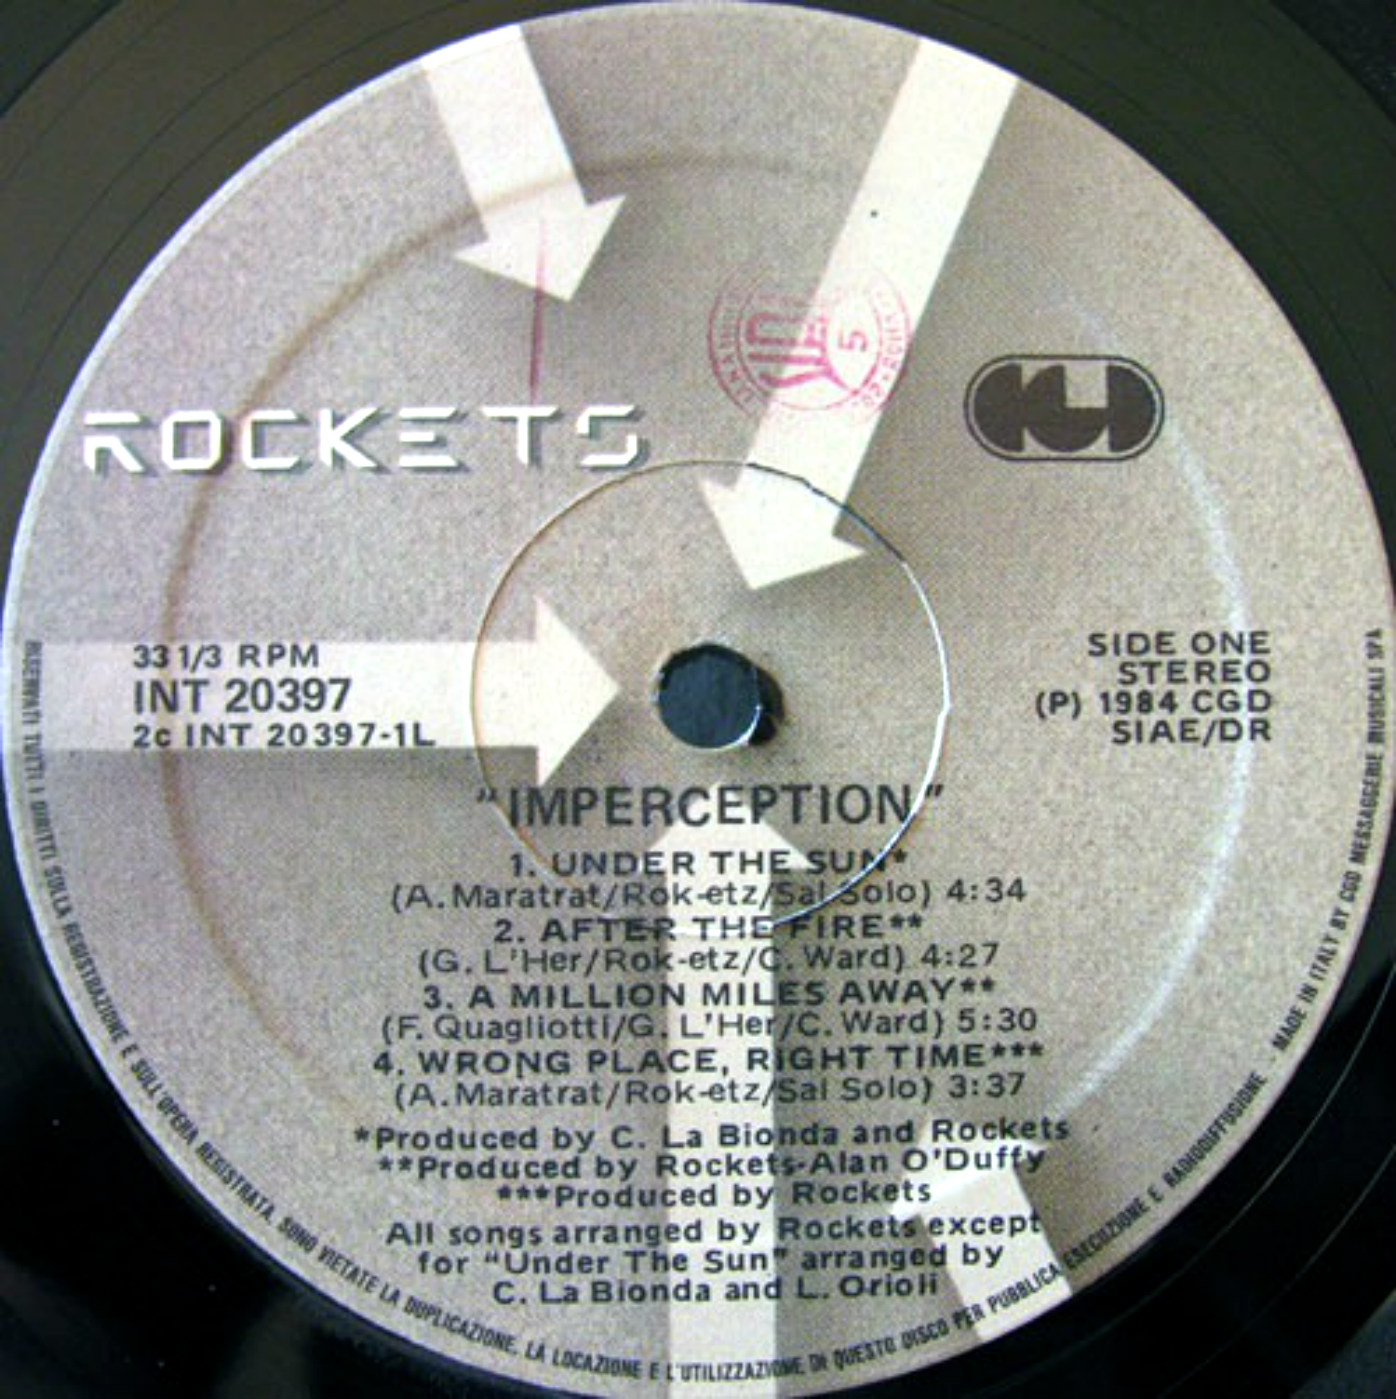 ROCKETS
CGD
5
33 1/3 RPM
INT 20397
2c INT 20397-1L
SIDE ONE
STEREO
(P) 1984 CGD
SIAE/DR
“IMPERCEPTION”
1. UNDER THE SUN*
(A. Maratrat/Rok-etz/Sal Solo) 4:34
2. AFTER THE FIRE**
(G. L'Her/Rok-etz/C. Ward) 4:27
3. A MILLION MILES AWAY**
(F. Quagliotti/G. L'Her/C. Ward) 5:30
4. WRONG PLACE, RIGHT TIME***
(A. Maratrat/Rok-etz/Sal Solo) 3:37
*Produced by C. La Bionda and Rockets
**Produced by Rockets-Alan O'Duffy
***Produced by Rockets
All songs arranged by Rockets except
for “Under The Sun” arranged by
C. La Bionda and L. Orioli
RISERVATI TUTTI I DIRITTI SULLA REGISTRAZIONE E SULL'OPERA REGISTRATA. SONO VIETATE LA DUPLICAZIONE, LA LOCAZIONE E L'UTILIZZAZIONE DI QUESTO DISCO PER PUBBLICA ESECUZIONE E RADIODIFFUSIONE - MADE IN ITALY BY CGD MESSAGGERIE MUSICALI SPA